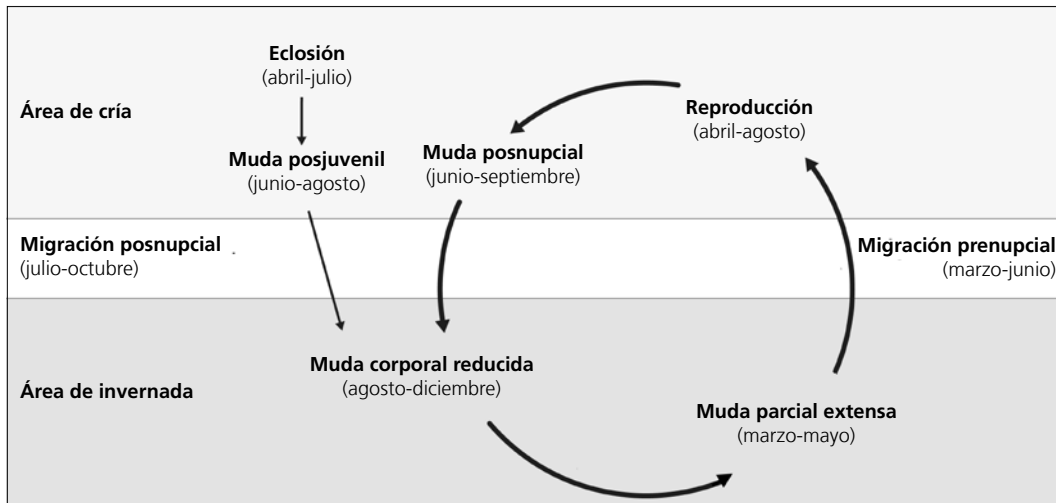 Eclosión
(abril-julio)
Área de cría
Reproducción
(abril-agosto)
Muda posjuvenil
(junio-agosto)
Muda posnupcial
(junio-septiembre)
Migración posnupcial
(julio-octubre)
Migración prenupcial
(marzo-junio)
Muda corporal reducida
(agosto-diciembre)
Área de invernada
Muda parcial extensa
(marzo-mayo)